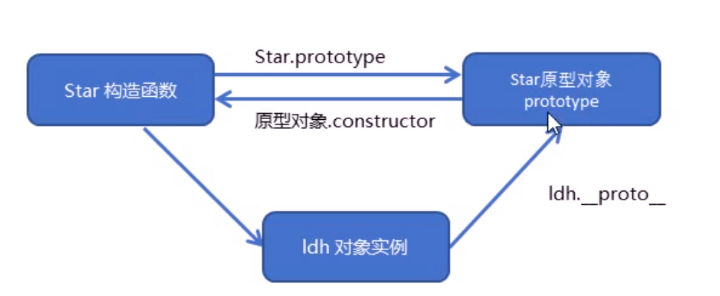 Star.prototype
Star 构造函数
Star原型对象
prototype
原型对象.constructor
ldh.__proto__
ldh 对象实例